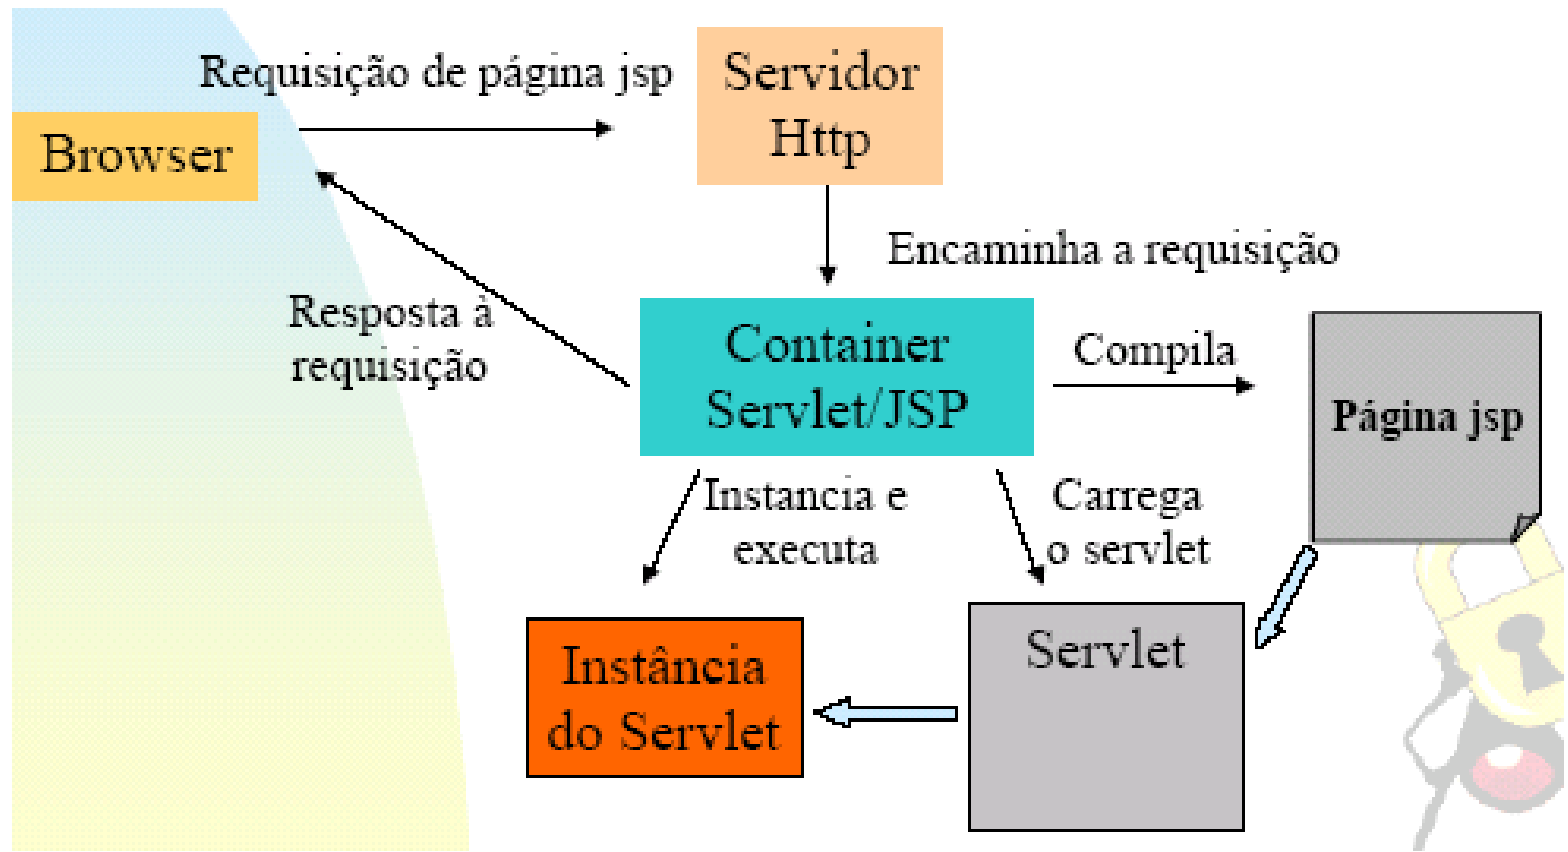 Requisição de página jsp
Servidor
Http
Browser
Encaminha a requisição
Resposta à
requisição
Container
Servlet/JSP
Compila
Página jsp
Instancia e
executa
Carrega
o servlet
Instância
do Servlet
Servlet